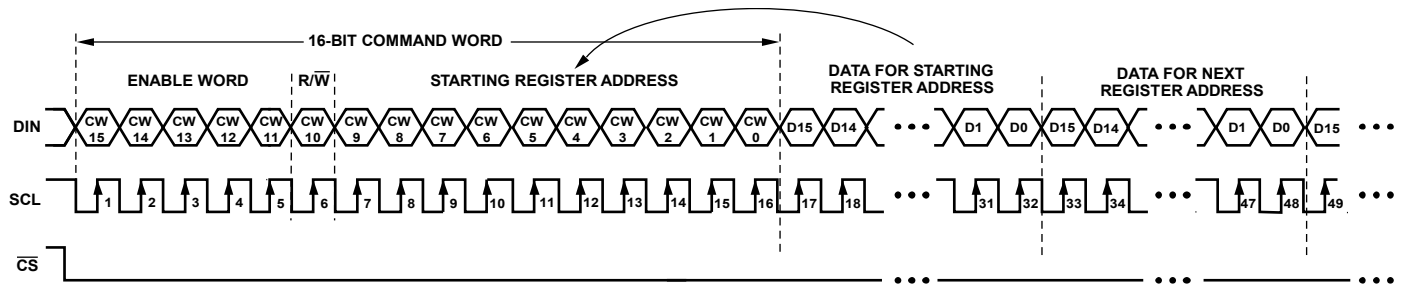 16-BIT COMMAND WORD
ENABLE WORD R/W̅ STARTING REGISTER ADDRESS DATA FOR STARTING REGISTER ADDRESS DATA FOR NEXT REGISTER ADDRESS
DIN CW 15 CW 14 CW 13 CW 12 CW 11 CW 10 CW 9 CW 8 CW 7 CW 6 CW 5 CW 4 CW 3 CW 2 CW 1 CW 0 D15 D14 ••• D1 D0 D15 D14 ••• D1 D0 D15 •••
SCL 1 2 3 4 5 6 7 8 9 10 11 12 13 14 15 16 17 18 ••• 31 32 33 34 ••• 47 48 49 •••
C̅S̅ ••• ••• •••